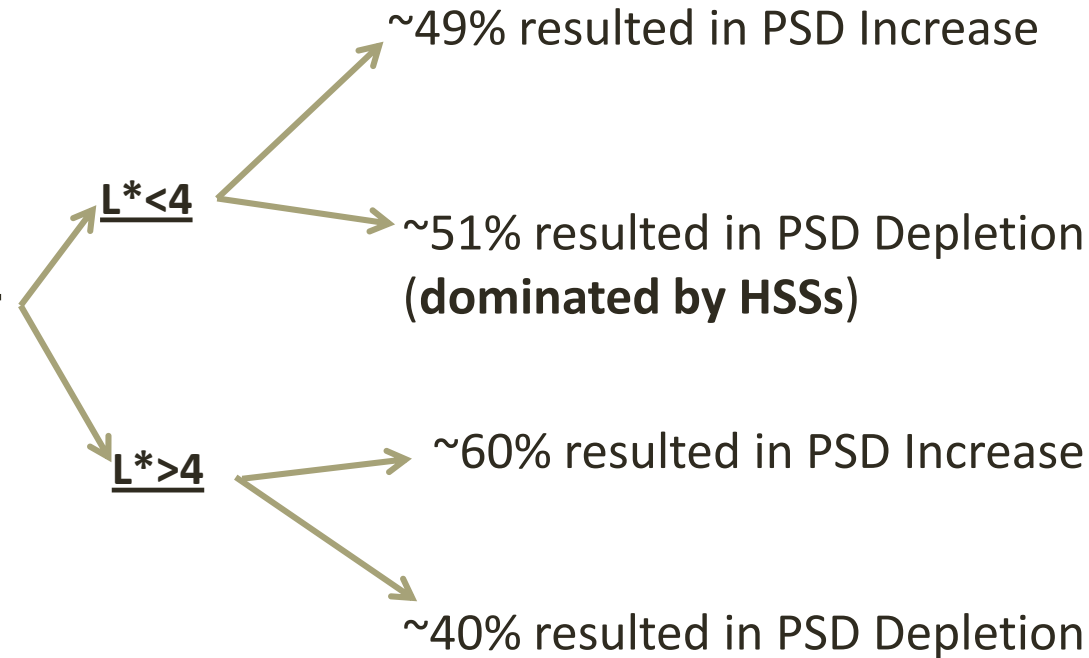 ~49% resulted in PSD Increase
L*<4
~51% resulted in PSD Depletion
(dominated by HSSs)
~60% resulted in PSD Increase
L*>4
~40% resulted in PSD Depletion